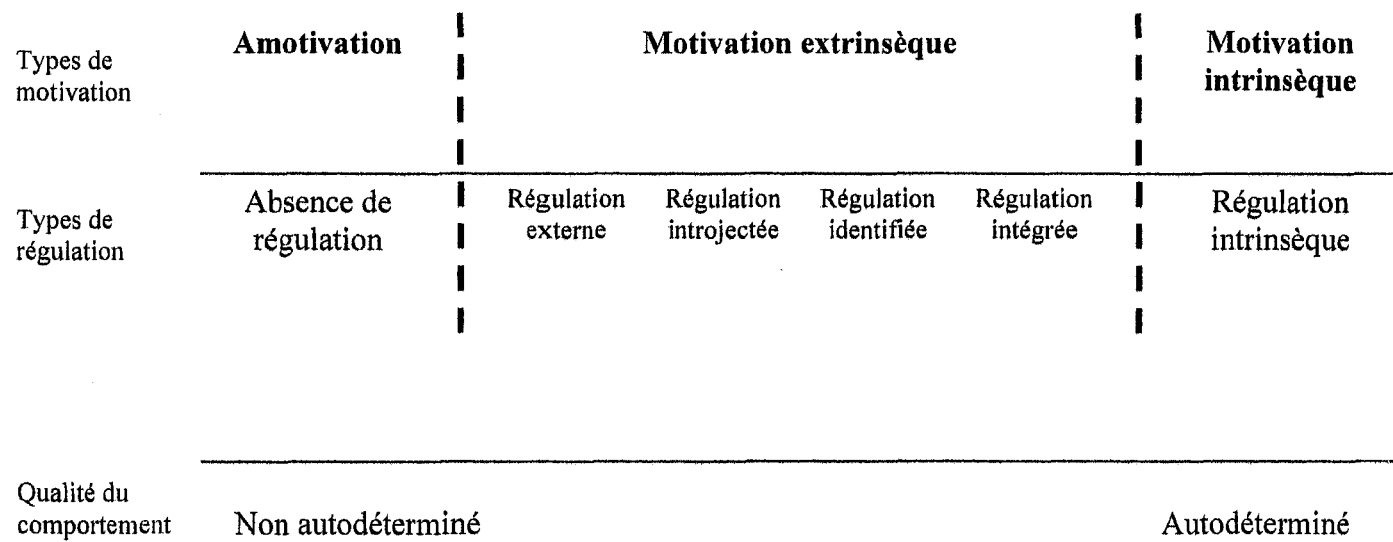 Types de
motivation
Amotivation
Motivation extrinsèque
Motivation
intrinsèque
Types de
régulation
Absence de
régulation
Régulation
externe
Régulation
introjectée
Régulation
identifiée
Régulation
intégrée
Régulation
intrinsèque
Qualité du
comportement
Non autodéterminé
Autodéterminé